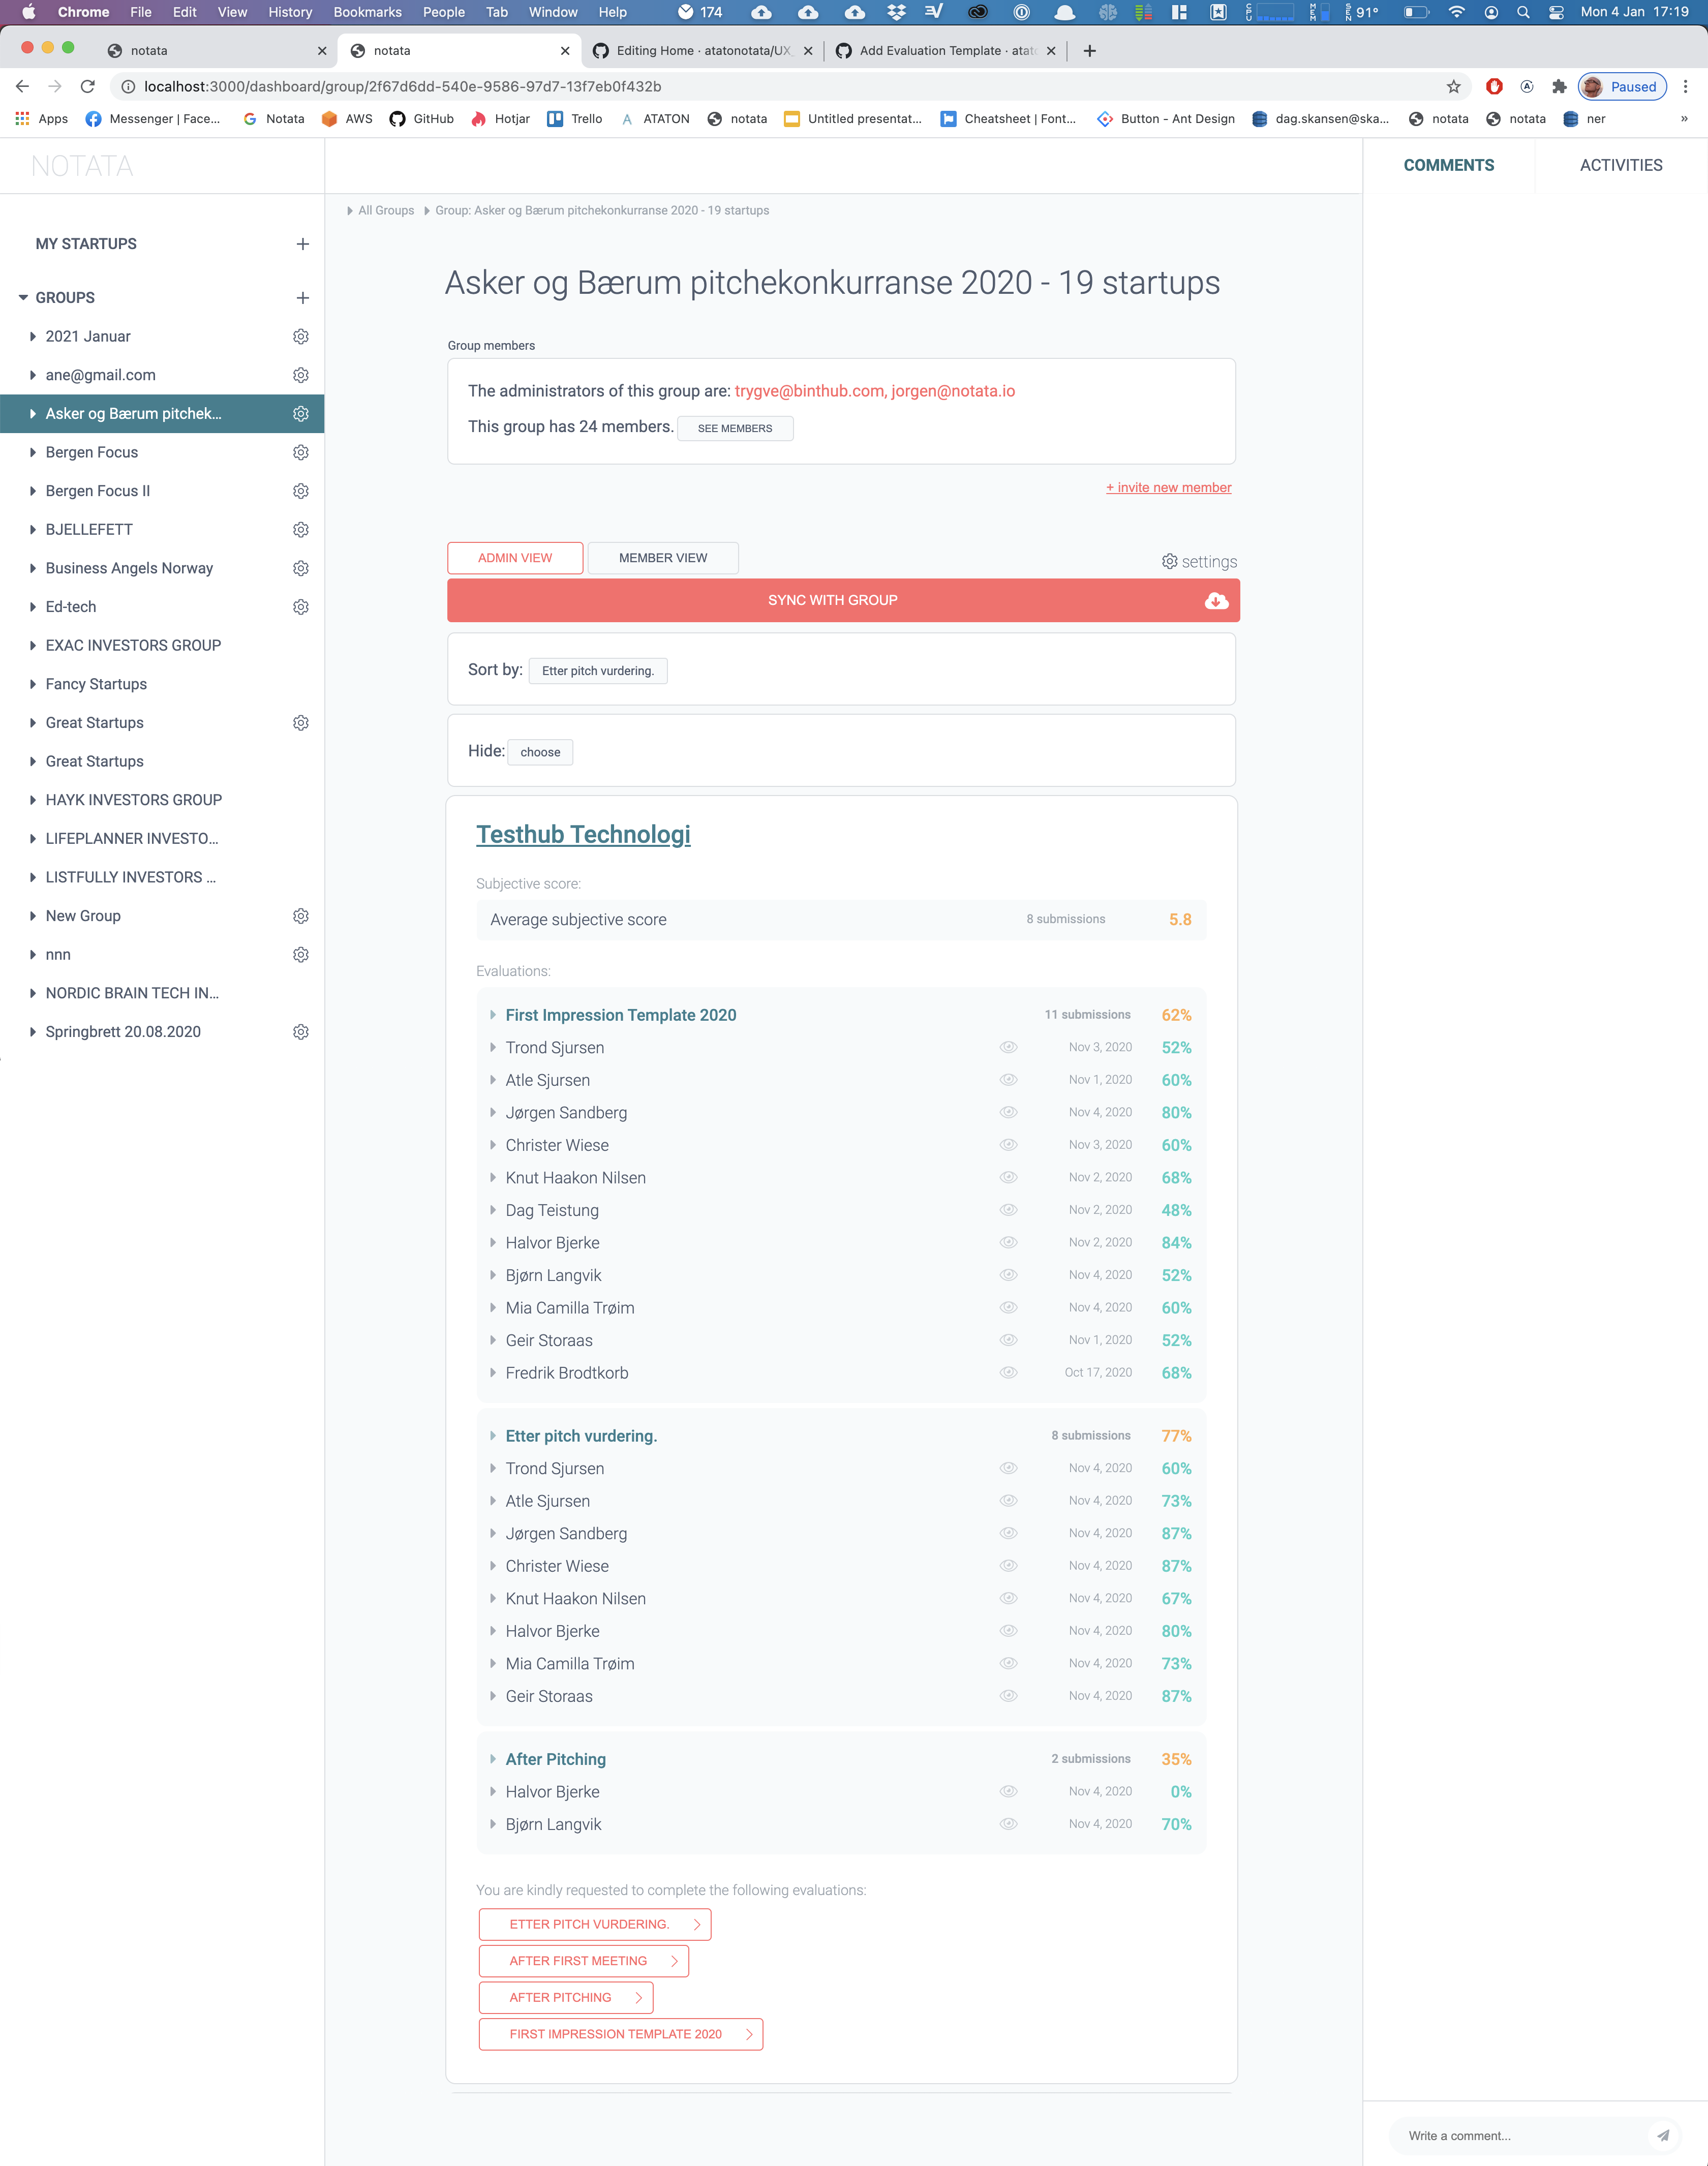 Chrome File Edit View History Bookmarks People Tab Window Help 174 91° Mon 4 Jan 17:19
notata notata Editing Home · atatonotata/UX Add Evaluation Template · atat
localhost:3000/dashboard/group/2f67d6dd-540e-9586-97d7-13f7eb0f432b Paused
Apps Messenger | Face... Notata AWS GitHub Hotjar Trello ATATON notata Untitled presentat... Cheatsheet | Font... Button - Ant Design dag.skansen@ska... notata notata ner »
NOTATA
MY STARTUPS
GROUPS
2021 Januar
ane@gmail.com
Asker og Bærum pitchek...
Bergen Focus
Bergen Focus II
BJELLEFETT
Business Angels Norway
Ed-tech
EXAC INVESTORS GROUP
Fancy Startups
Great Startups
Great Startups
HAYK INVESTORS GROUP
LIFEPLANNER INVESTO...
LISTFULLY INVESTORS ...
New Group
nnn
NORDIC BRAIN TECH IN...
Springbrett 20.08.2020
All Groups Group: Asker og Bærum pitchekonkurranse 2020 - 19 startups
Asker og Bærum pitchekonkurranse 2020 - 19 startups
Group members
The administrators of this group are: trygve@binthub.com, jorgen@notata.io
This group has 24 members. SEE MEMBERS
+ invite new member
ADMIN VIEW MEMBER VIEW settings
SYNC WITH GROUP
Sort by: Etter pitch vurdering.
Hide: choose
Testhub Technologi
Subjective score:
Average subjective score 8 submissions 5.8
Evaluations:
First Impression Template 2020 11 submissions 62%
Trond Sjursen Nov 3, 2020 52%
Atle Sjursen Nov 1, 2020 60%
Jørgen Sandberg Nov 4, 2020 80%
Christer Wiese Nov 3, 2020 60%
Knut Haakon Nilsen Nov 2, 2020 68%
Dag Teistung Nov 2, 2020 48%
Halvor Bjerke Nov 2, 2020 84%
Bjørn Langvik Nov 4, 2020 52%
Mia Camilla Trøim Nov 4, 2020 60%
Geir Storaas Nov 1, 2020 52%
Fredrik Brodtkorb Oct 17, 2020 68%
Etter pitch vurdering. 8 submissions 77%
Trond Sjursen Nov 4, 2020 60%
Atle Sjursen Nov 4, 2020 73%
Jørgen Sandberg Nov 4, 2020 87%
Christer Wiese Nov 4, 2020 87%
Knut Haakon Nilsen Nov 4, 2020 67%
Halvor Bjerke Nov 4, 2020 80%
Mia Camilla Trøim Nov 4, 2020 73%
Geir Storaas Nov 4, 2020 87%
After Pitching 2 submissions 35%
Halvor Bjerke Nov 4, 2020 0%
Bjørn Langvik Nov 4, 2020 70%
You are kindly requested to complete the following evaluations:
ETTER PITCH VURDERING.
AFTER FIRST MEETING
AFTER PITCHING
FIRST IMPRESSION TEMPLATE 2020
COMMENTS ACTIVITIES
Write a comment...